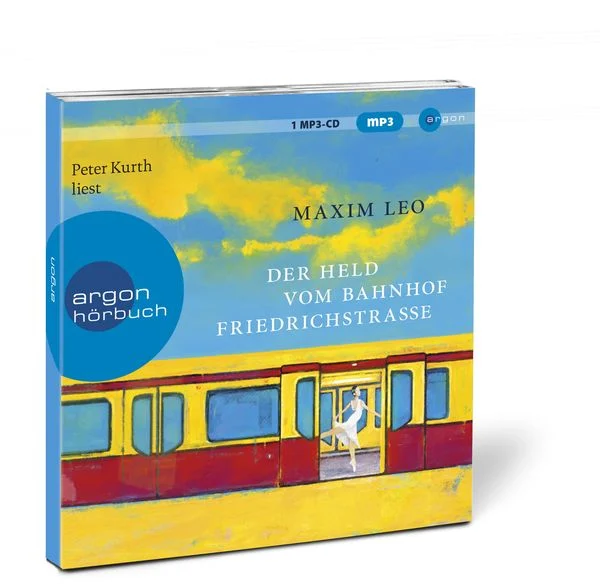 1 MP3-CD MP3 argon
Peter Kurth
liest
MAXIM LEO
DER HELD
VOM BAHNHOF
FRIEDRICHSTRASSE
argon
argon
hörbuch